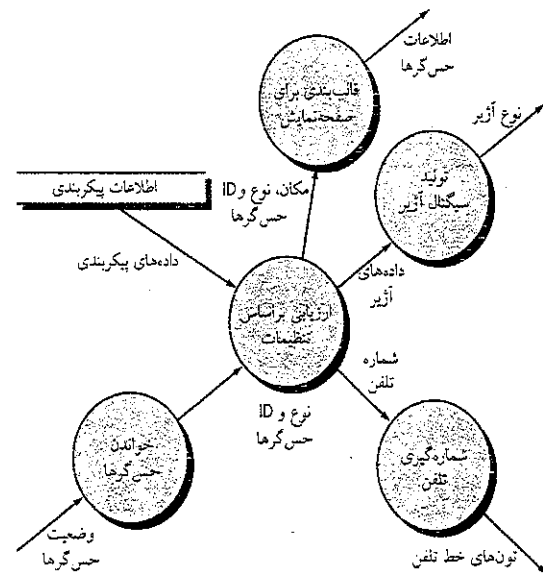 اطلاعات
حس‌گرها
قالب‌بندی برای
صفحه‌نمایش
نوع آژیر
تولید
سیگنال آژیر
اطلاعات پیکربندی
مکان، نوع و ID
حس‌گرها
داده‌های پیکربندی
داده‌های
آژیر
ارزیابی براساس
تنظیمات
شماره
تلفن
نوع و ID
حس‌گرها
خواندن
حس‌گرها
شماره‌گیری
تلفن
وضعیت
حس‌گرها
تون‌های خط تلفن